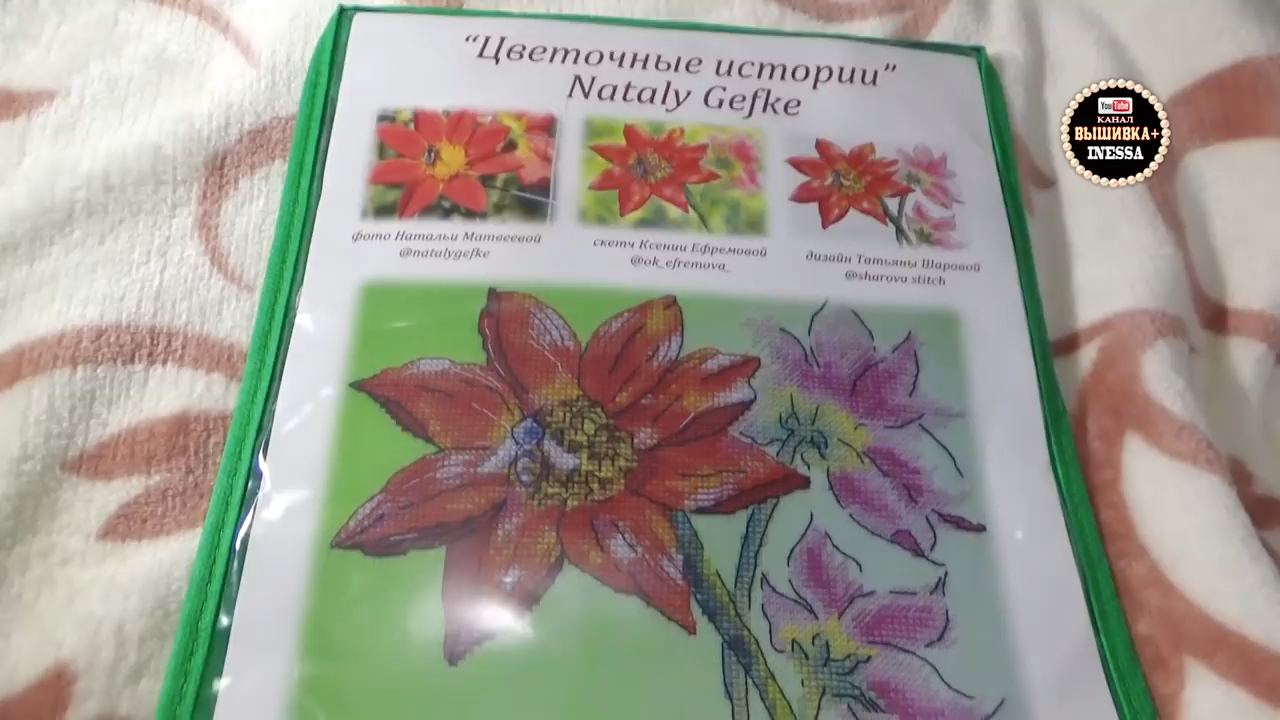 “Цветочные истории”
Nataly Gefke
фото Натальи Матвеевой
@natalygefke
скетч Ксении Ефремовой
@ok_efremova_
дизайн Татьяны Шаровой
@sharova.stitch
YouTube
КАНАЛ
ВЫШИВКА+
INESSA